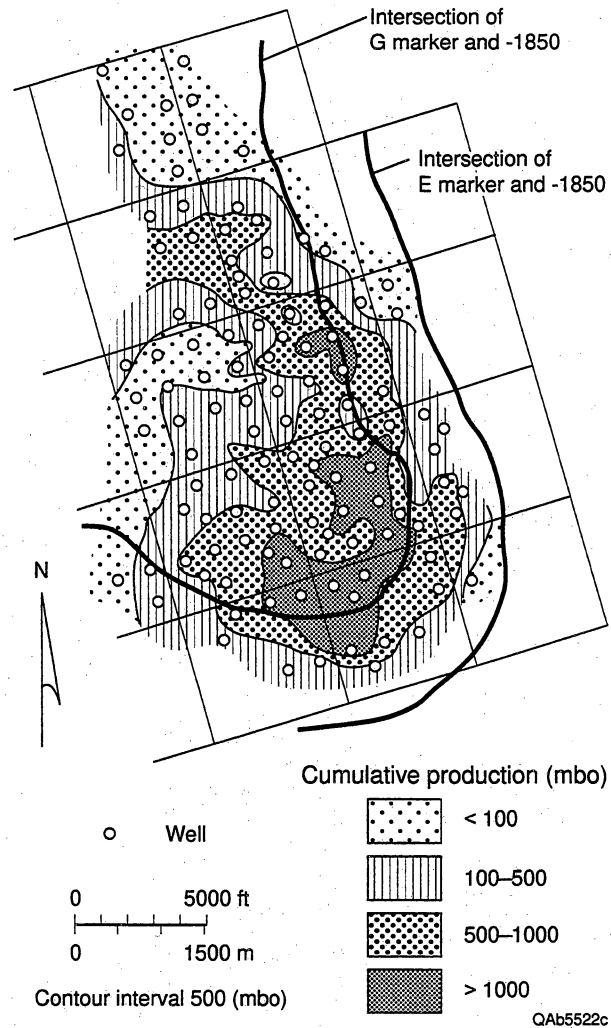 Intersection of
G marker and -1850
Intersection of
E marker and -1850
N
Cumulative production (mbo)
< 100
Well
100–500
0 5000 ft
500–1000
0 1500 m
> 1000
Contour interval 500 (mbo)
QAb5522c